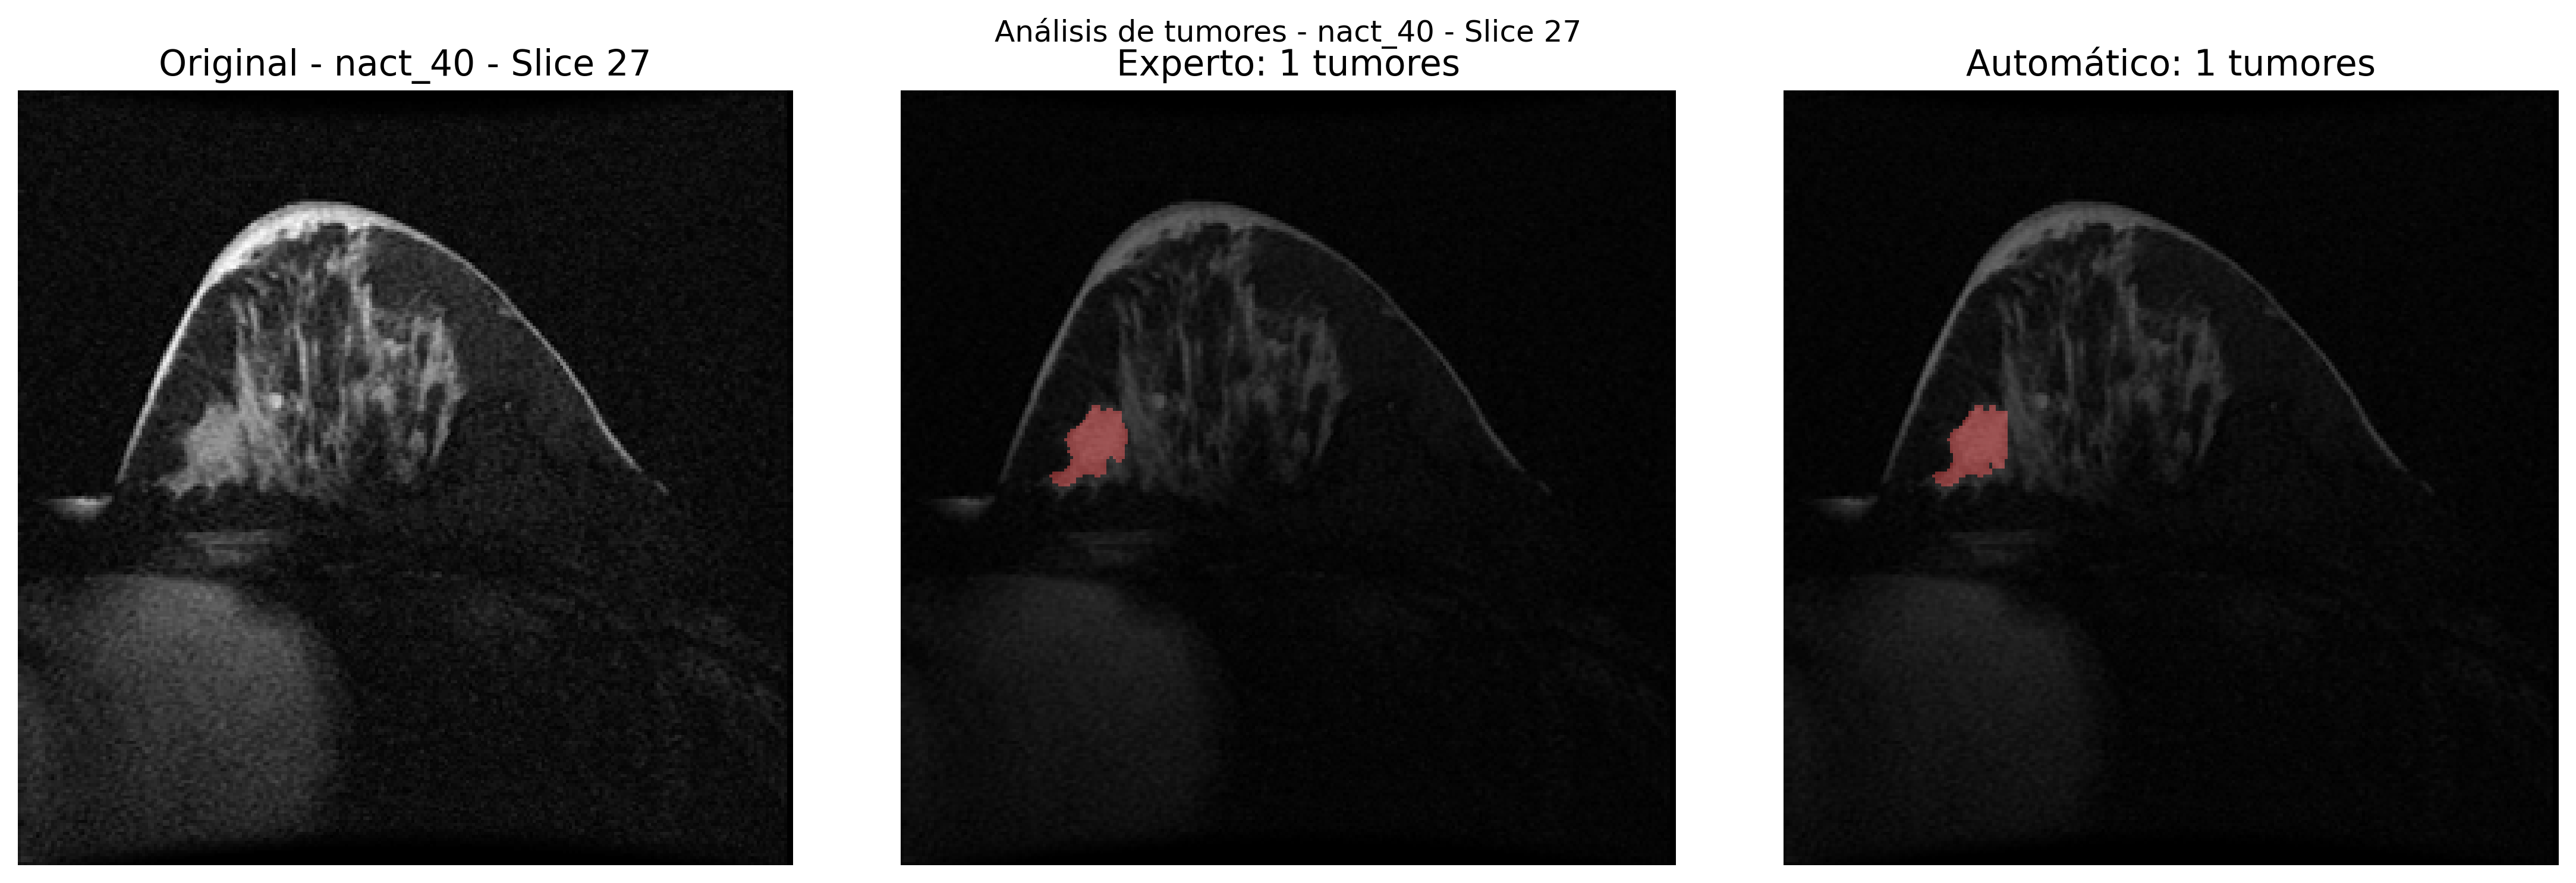 Análisis de tumores - nact_40 - Slice 27
Original - nact_40 - Slice 27
Experto: 1 tumores
Automático: 1 tumores